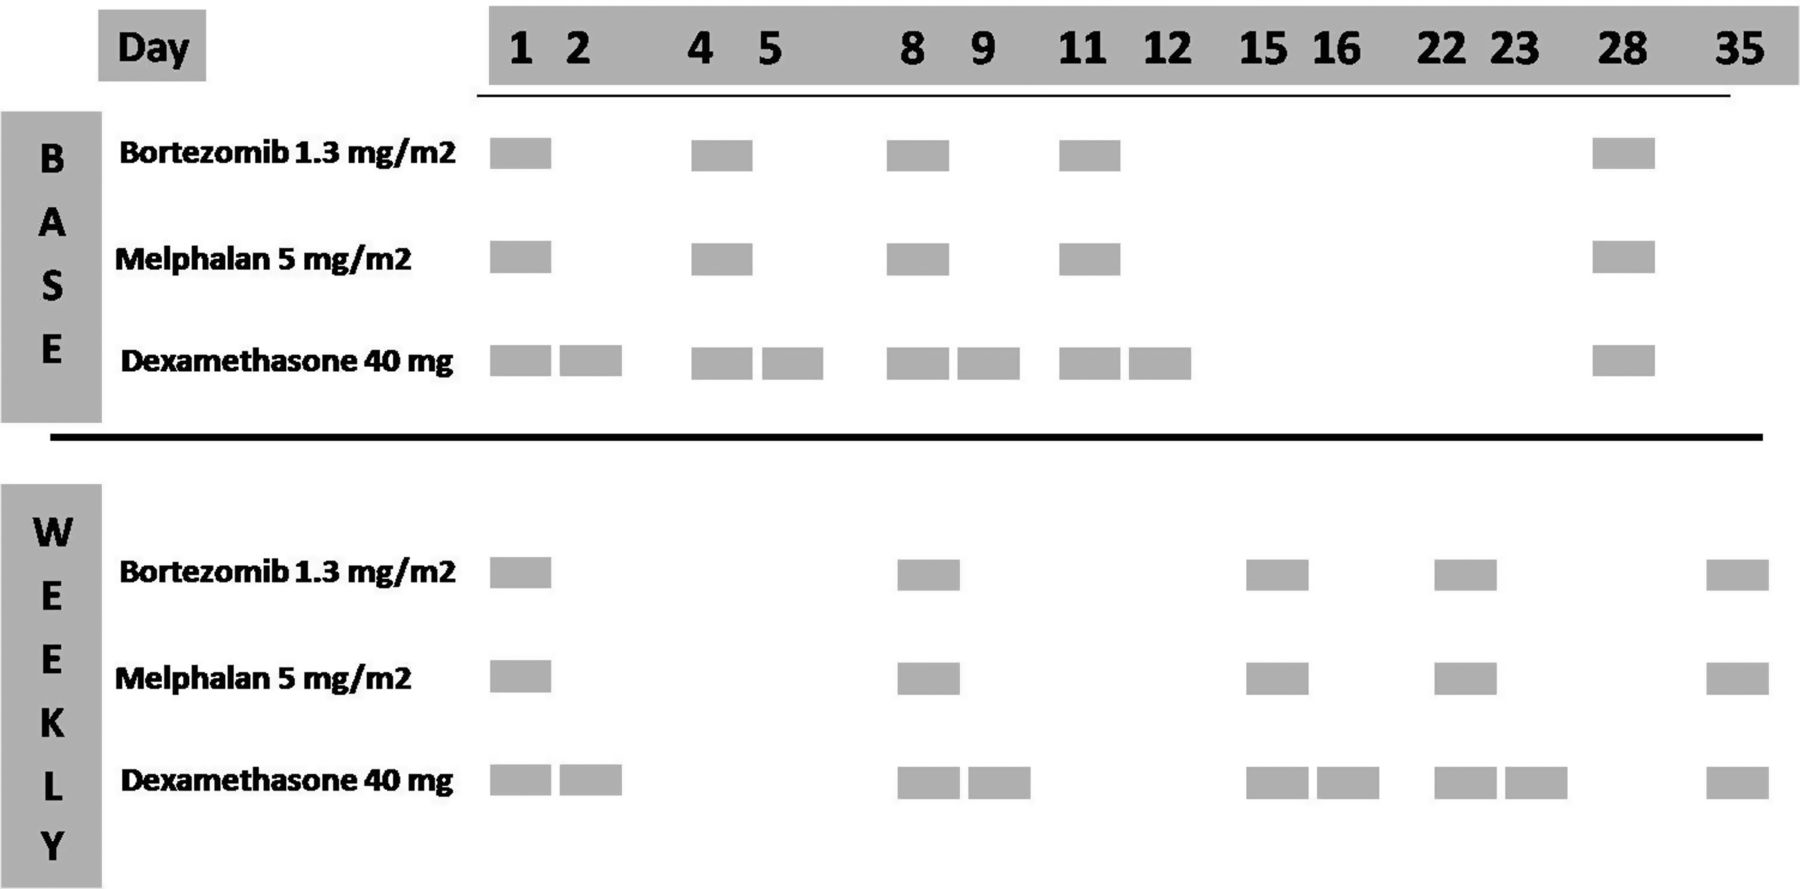 Day 1 2 4 5 8 9 11 12 15 16 22 23 28 35
BASE
Bortezomib 1.3 mg/m2
Melphalan 5 mg/m2
Dexamethasone 40 mg
WEEKLY
Bortezomib 1.3 mg/m2
Melphalan 5 mg/m2
Dexamethasone 40 mg